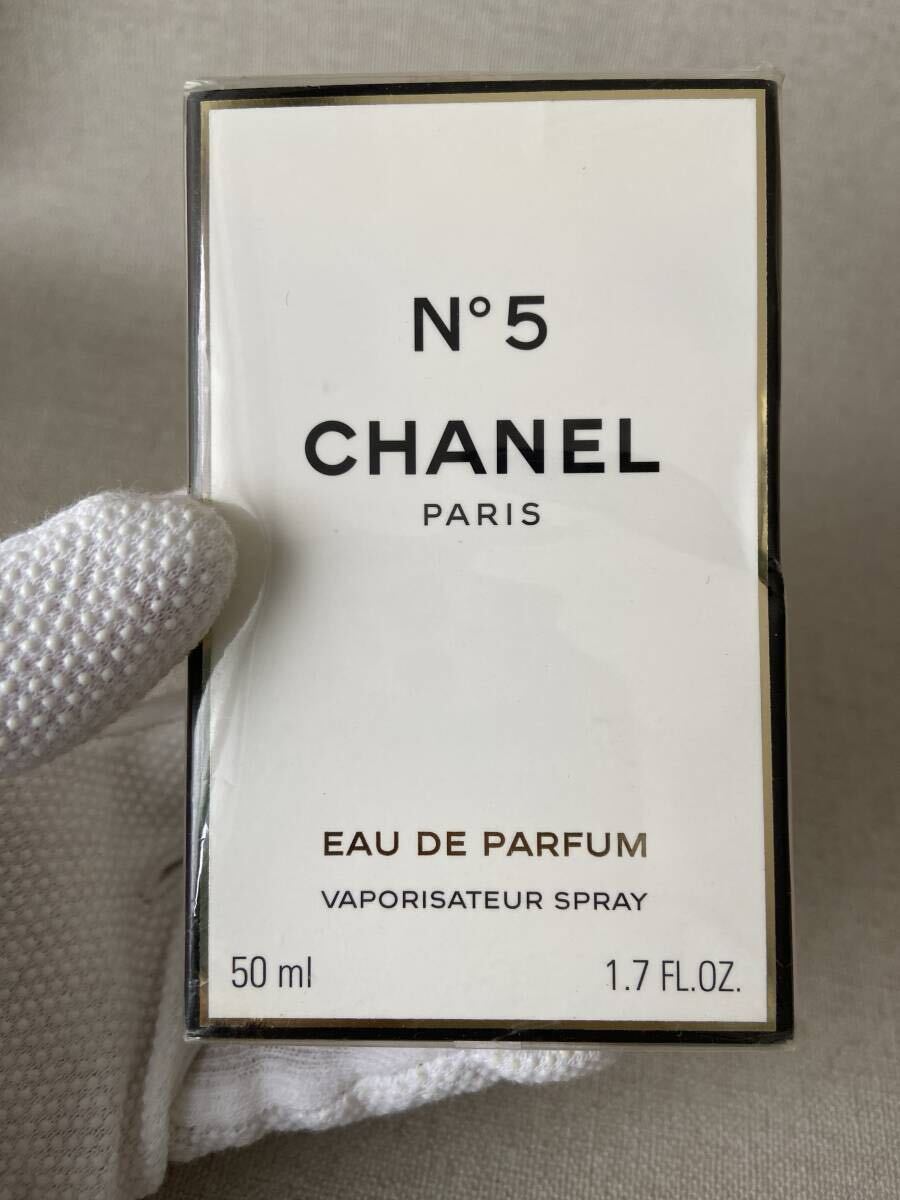 N° 5
CHANEL
PARIS
EAU DE PARFUM
VAPORISATEUR SPRAY
50 ml
1.7 FL.OZ.